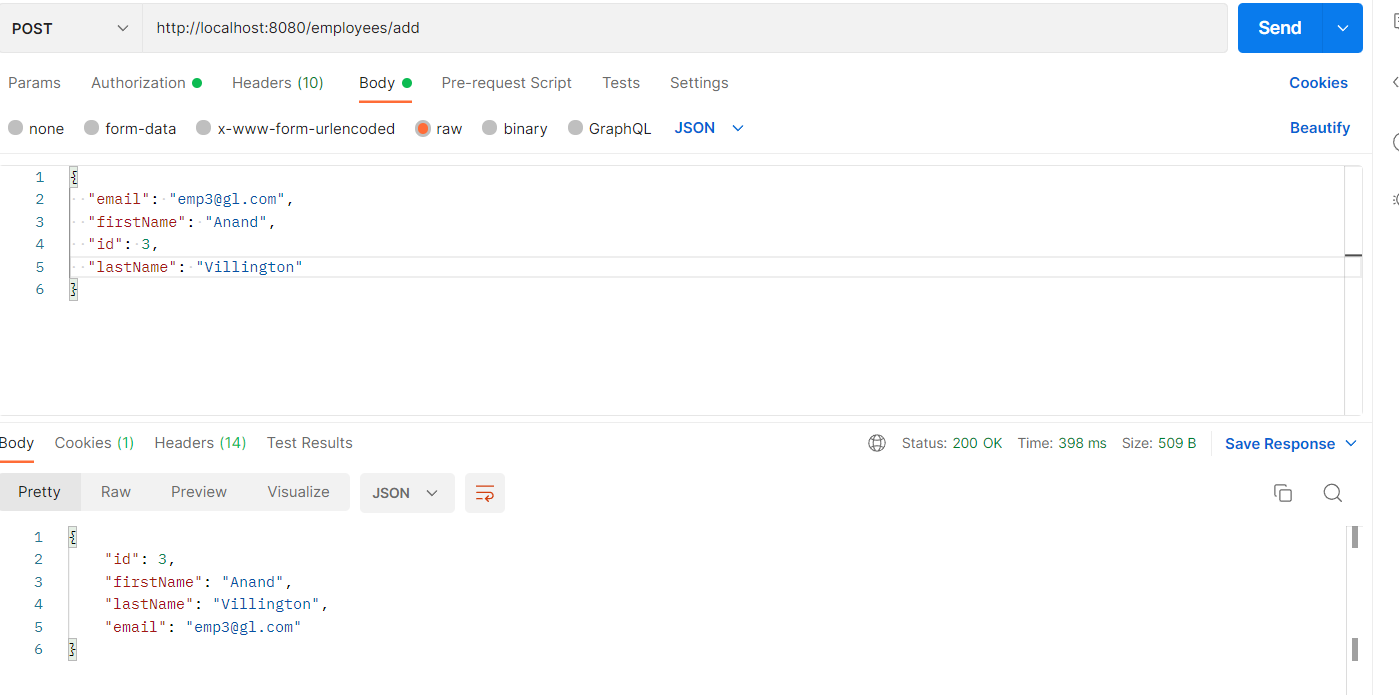 POST http://localhost:8080/employees/add Send
Params Authorization Headers (10) Body Pre-request Script Tests Settings Cookies
none form-data x-www-form-urlencoded raw binary GraphQL JSON Beautify
1 {
2 "email": "emp3@gl.com",
3 "firstName": "Anand",
4 "id": 3,
5 "lastName": "Villington"
6 }
Body Cookies (1) Headers (14) Test Results Status: 200 OK Time: 398 ms Size: 509 B Save Response
Pretty Raw Preview Visualize JSON
1 {
2 "id": 3,
3 "firstName": "Anand",
4 "lastName": "Villington",
5 "email": "emp3@gl.com"
6 }